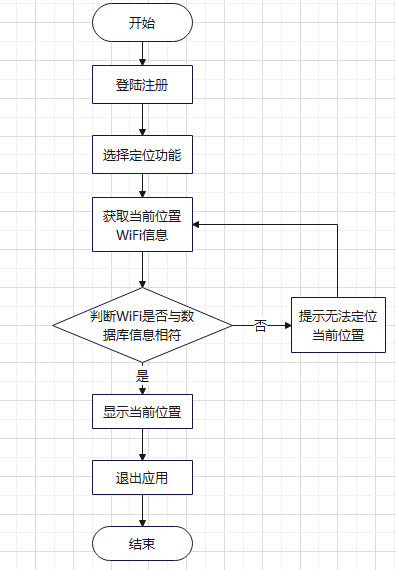 开始
登陆注册
选择定位功能
获取当前位置
WiFi信息
判断WiFi是否与数
据库信息相符
否
提示无法定位
当前位置
是
显示当前位置
退出应用
结束